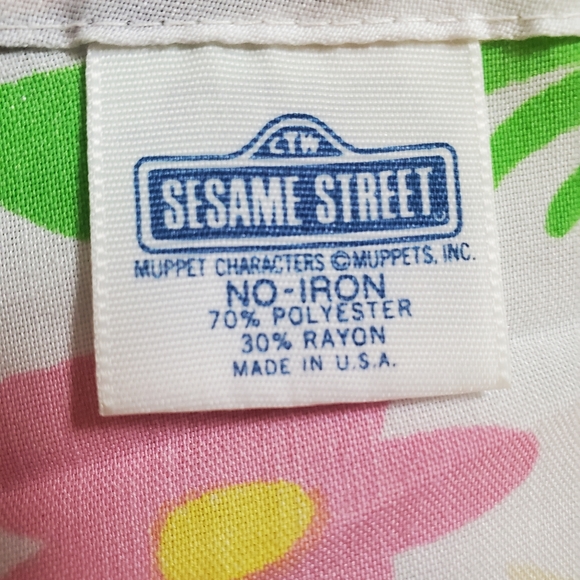 CTW
SESAME STREET
MUPPET CHARACTERS ©MUPPETS, INC.
NO-IRON
70% POLYESTER
30% RAYON
MADE IN U.S.A.